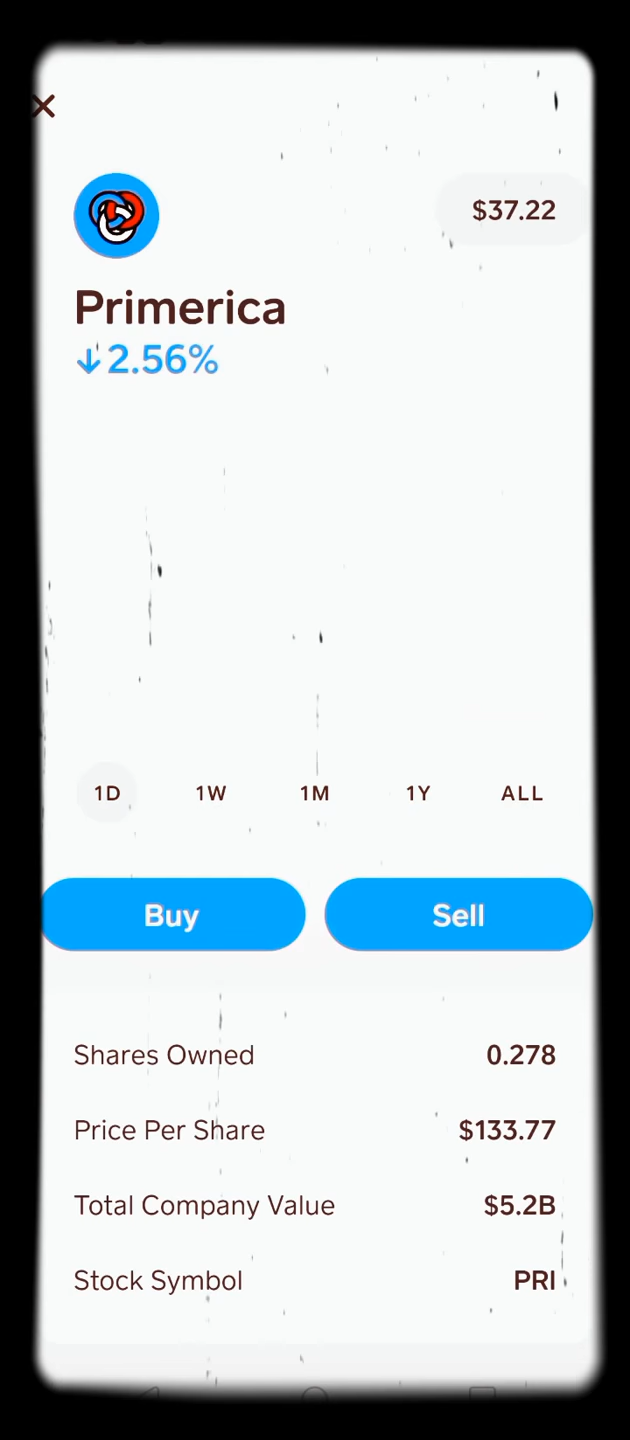 $37.22
Primerica
↓2.56%
1D 1W 1M 1Y ALL
Buy Sell
Shares Owned 0.278
Price Per Share $133.77
Total Company Value $5.2B
Stock Symbol PRI